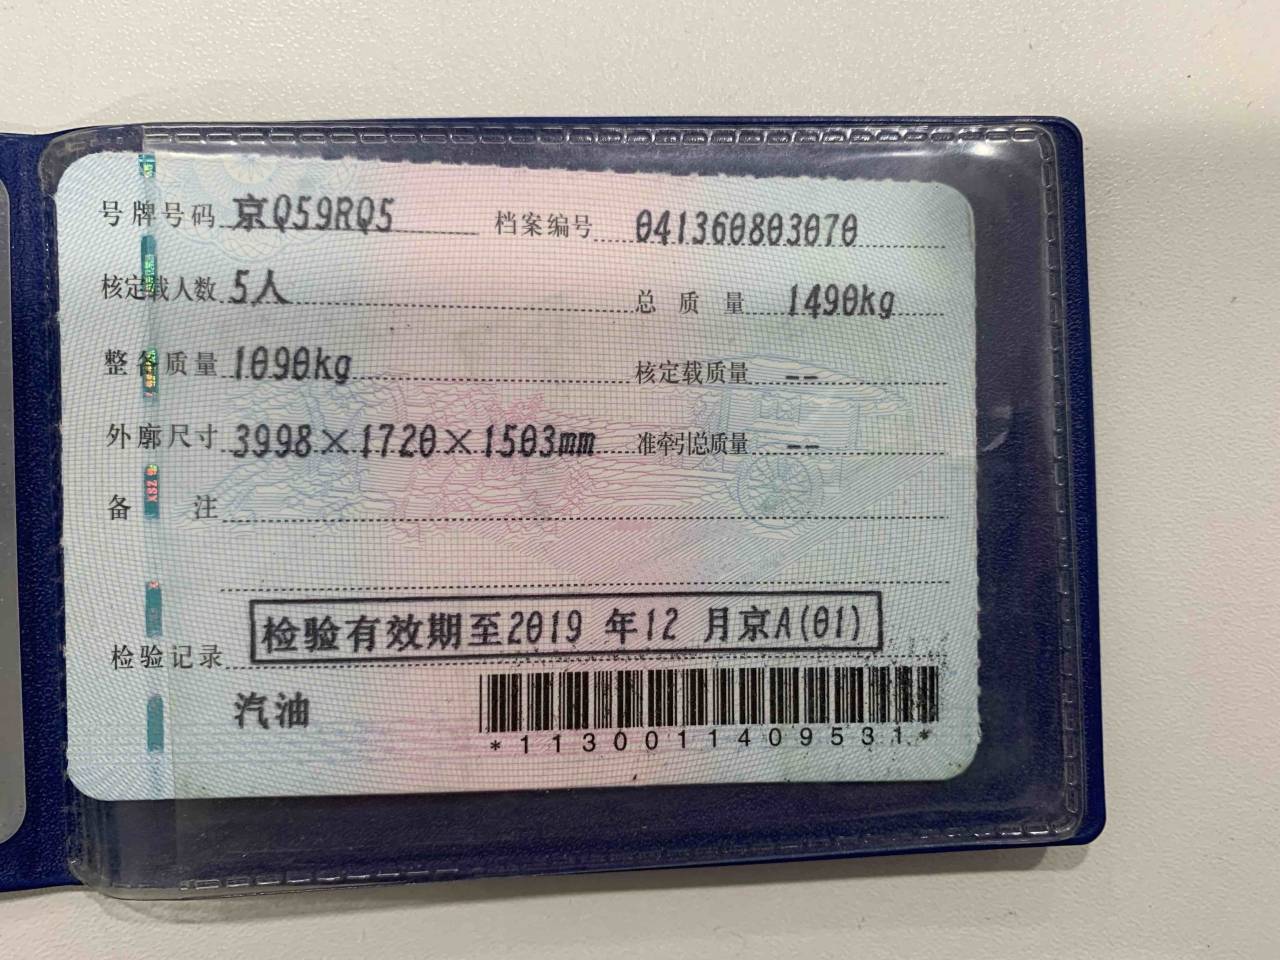 号牌号码 京Q59RQ5 档案编号 041360803070
核定载人数 5人 总质量 1490kg
整备质量 1090kg 核定载质量 --
外廓尺寸 3998×1720×1503mm 准牵引总质量 --
备注
检验有效期至2019 年12 月京A(01)
检验记录
汽油
*1130011409531*